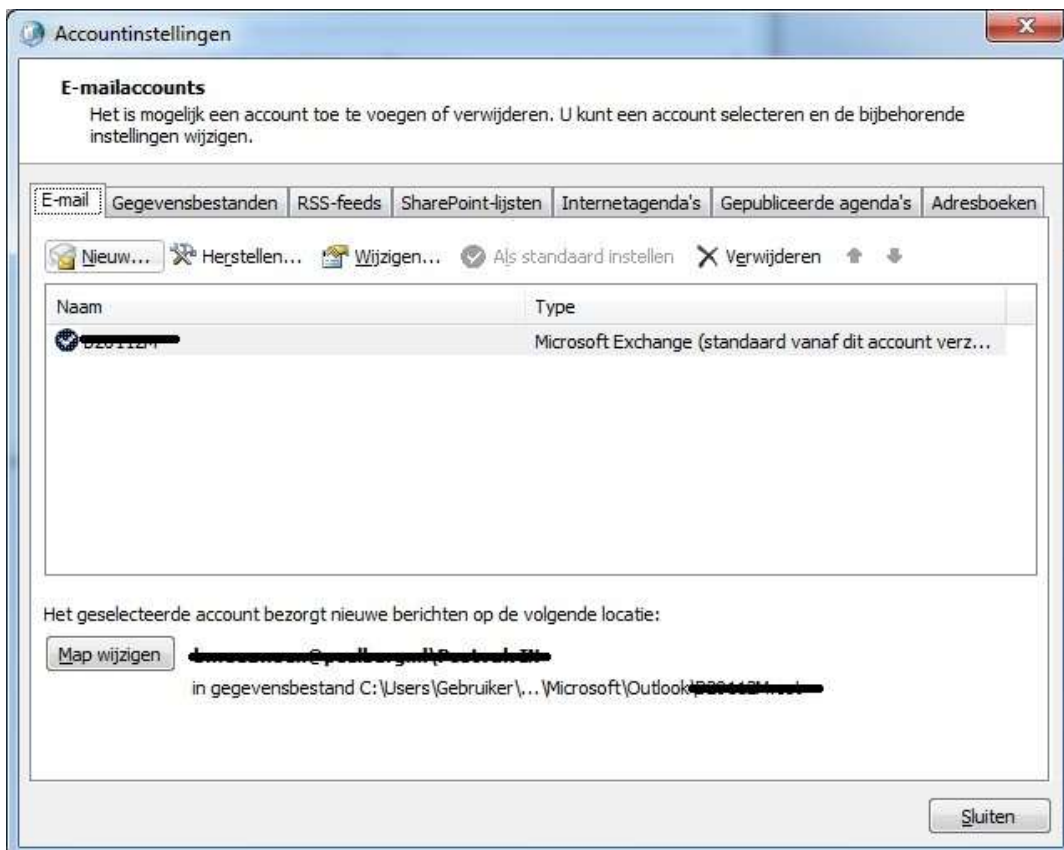 Accountinstellingen
E-mailaccounts
Het is mogelijk een account toe te voegen of verwijderen. U kunt een account selecteren en de bijbehorende
instellingen wijzigen.
E-mail Gegevensbestanden RSS-feeds SharePoint-lijsten Internetagenda's Gepubliceerde agenda's Adresboeken
Nieuw... Herstellen... Wijzigen... Als standaard instellen Verwijderen
Naam Type
Microsoft Exchange (standaard vanaf dit account verz...
Het geselecteerde account bezorgt nieuwe berichten op de volgende locatie:
Map wijzigen
in gegevensbestand C:\Users\Gebruiker\...\Microsoft\Outlook\
Sluiten